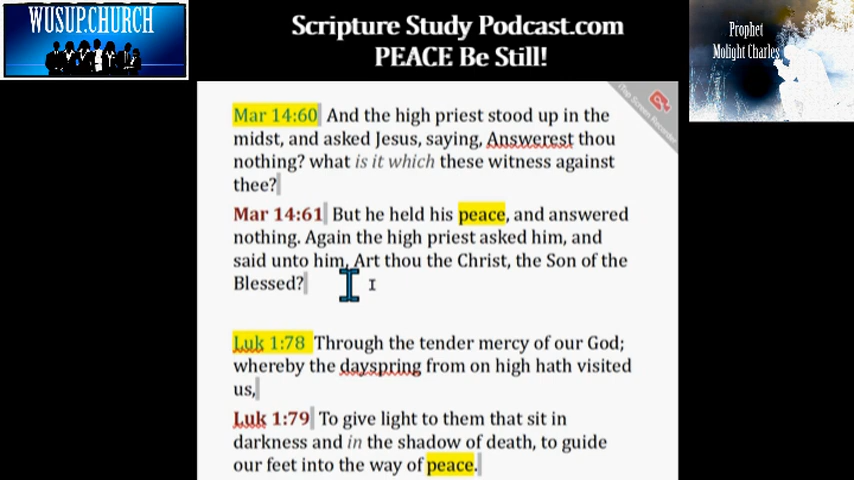 WUSUP.CHURCH
Scripture Study Podcast.com
PEACE Be Still!
Prophet
Molight Charles
iTop Screen Recorder
Mar 14:60 And the high priest stood up in the
midst, and asked Jesus, saying, Answerest thou
nothing? what is it which these witness against
thee?
Mar 14:61 But he held his peace, and answered
nothing. Again the high priest asked him, and
said unto him, Art thou the Christ, the Son of the
Blessed?
Luk 1:78 Through the tender mercy of our God;
whereby the dayspring from on high hath visited
us,
Luk 1:79 To give light to them that sit in
darkness and in the shadow of death, to guide
our feet into the way of peace.